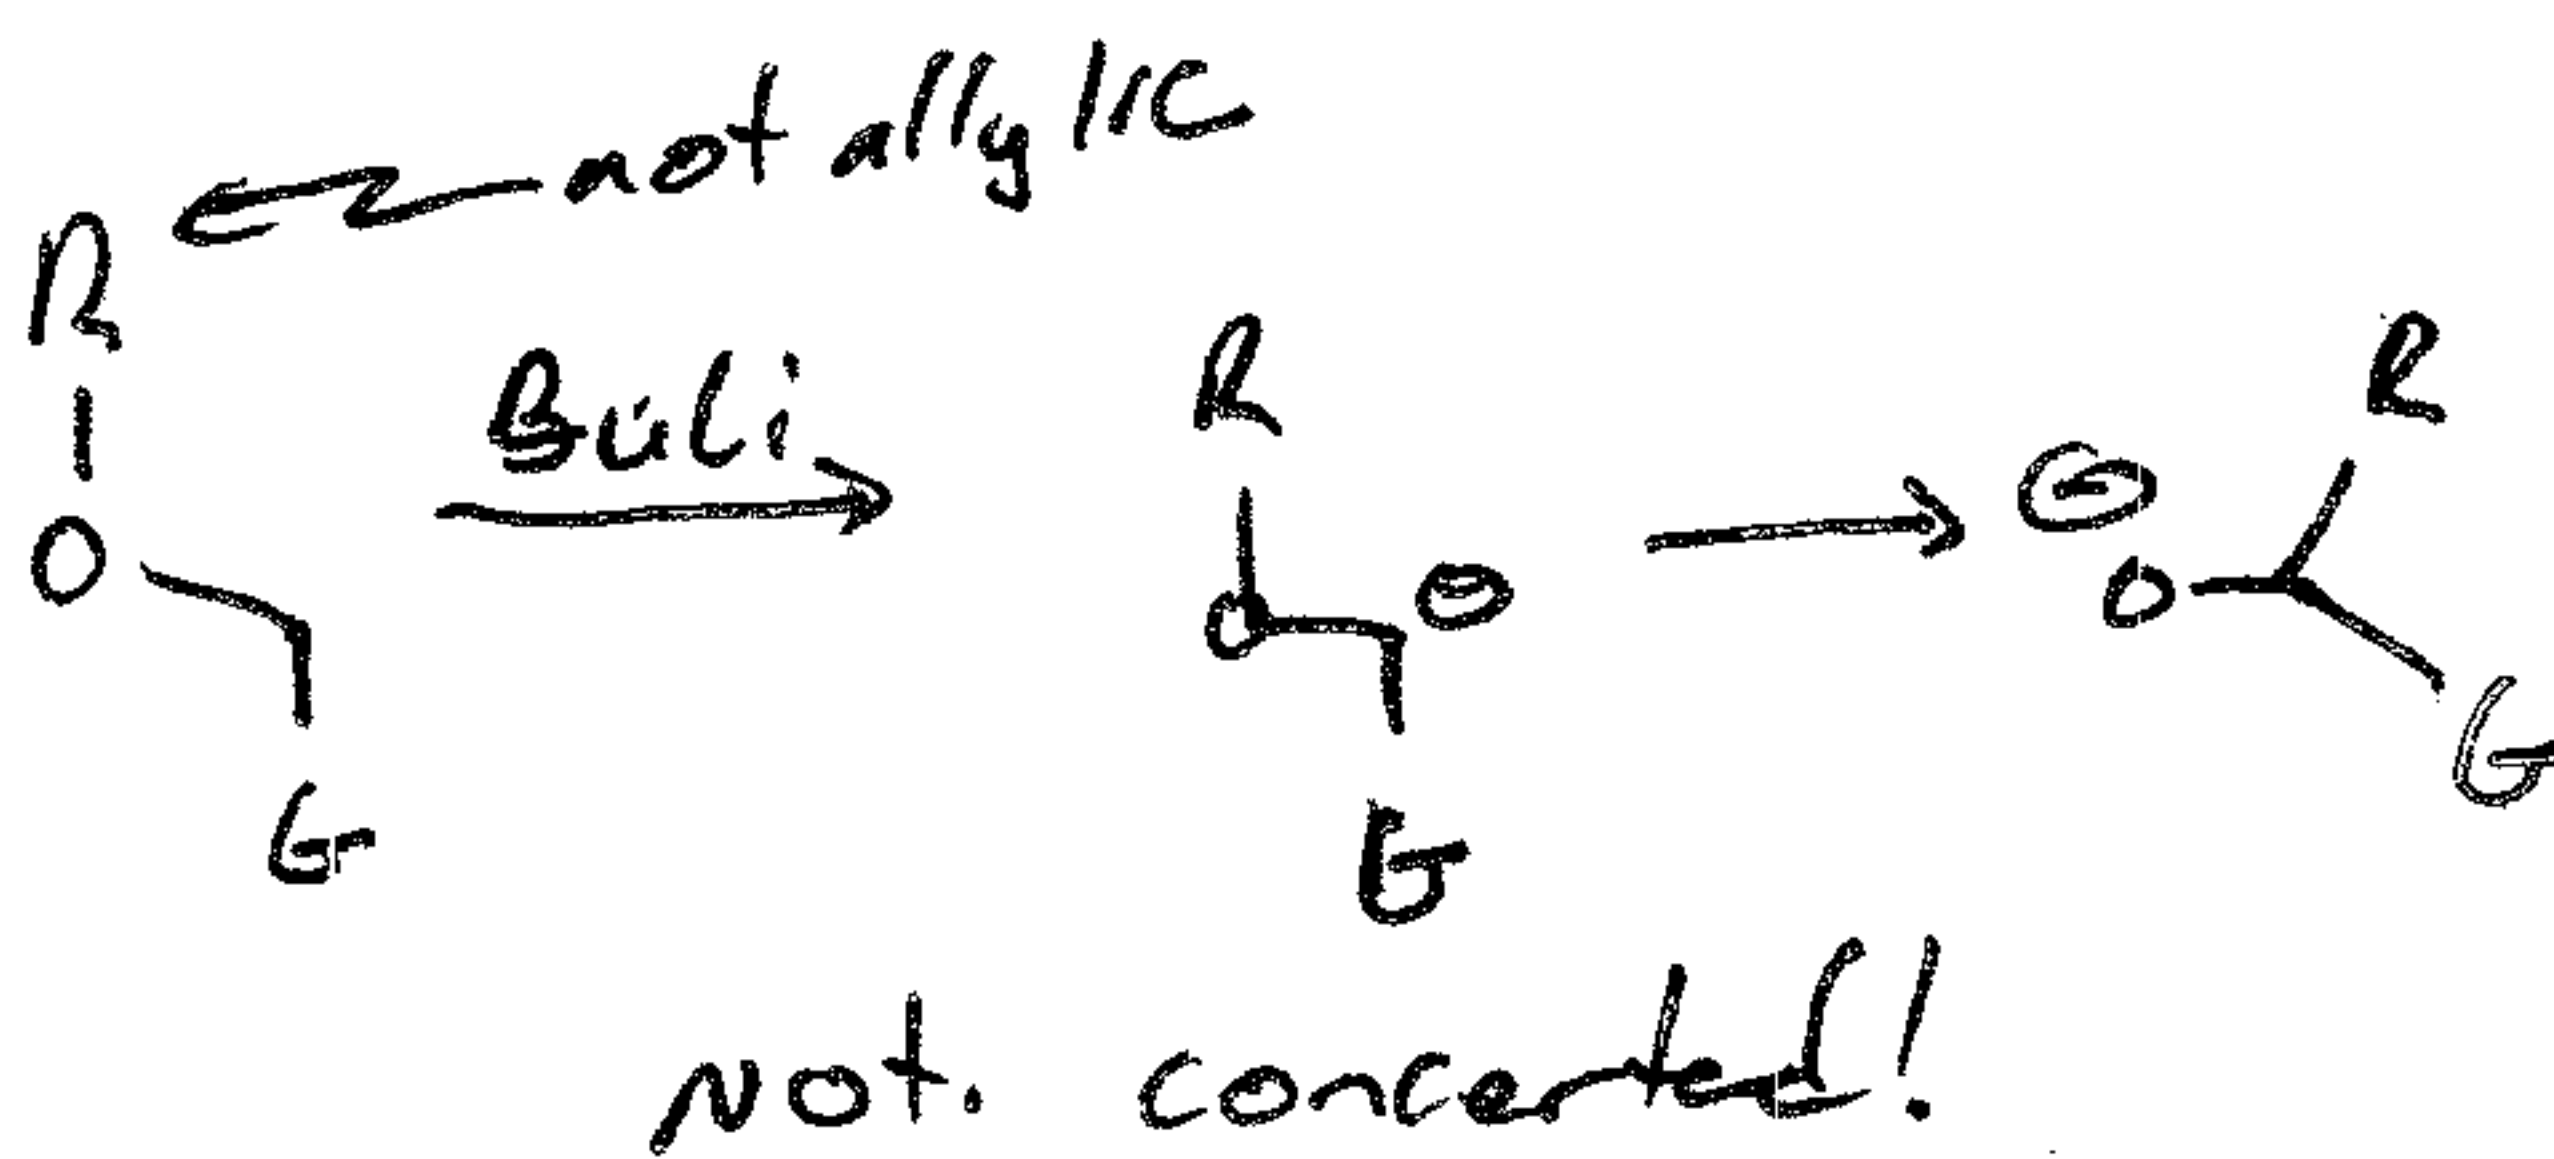 not allylic
R
BuLi
R
R
O
⊖
O
⊖
O
G
G
G
Not. concerted!